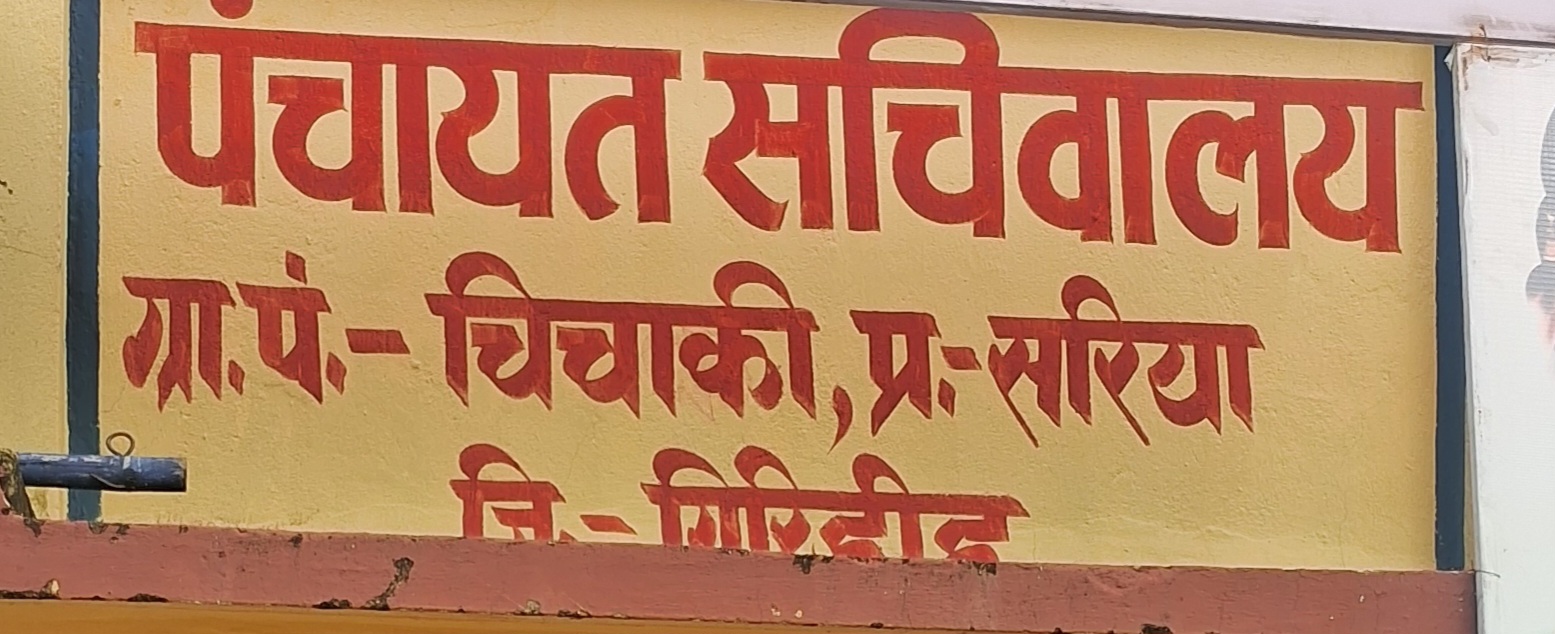 पंचायत सचिवालय
ग्रा. पं.- चिचाकी, प्र.-सरिया
जि.- गिरिडीह